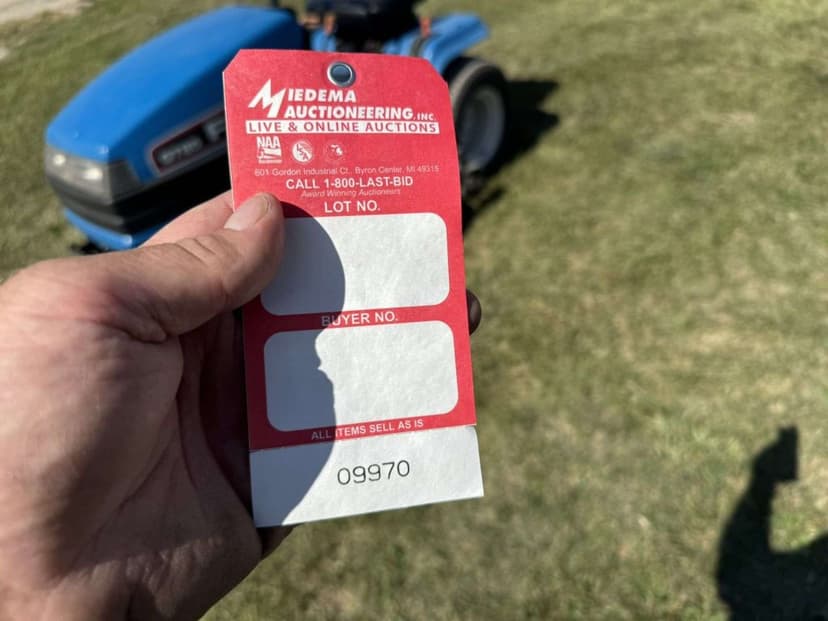 MIEDEMA
AUCTIONEERING, INC.
LIVE & ONLINE AUCTIONS
NAA
601 Gordon Industrial Ct., Byron Center, MI 49315
CALL 1-800-LAST-BID
Award Winning Auctioneers
LOT NO.
BUYER NO.
ALL ITEMS SELL AS IS
09970